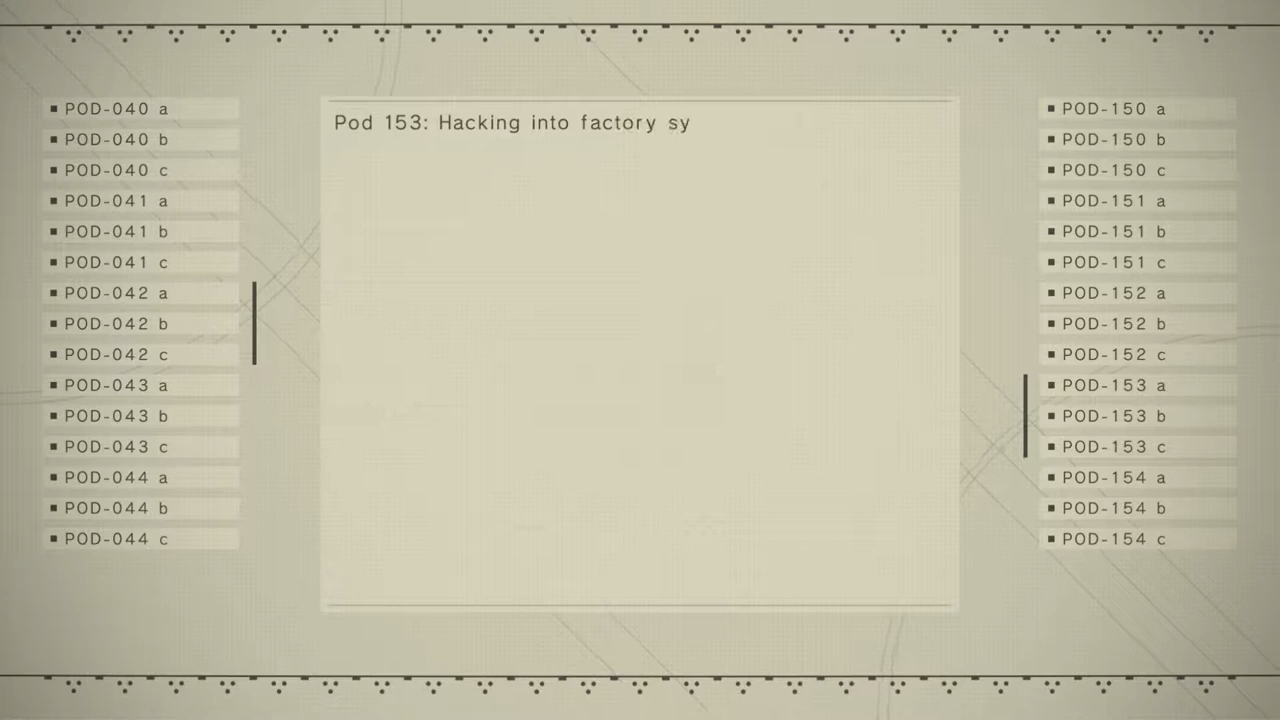 POD-040 a
POD-040 b
POD-040 c
POD-041 a
POD-041 b
POD-041 c
POD-042 a
POD-042 b
POD-042 c
POD-043 a
POD-043 b
POD-043 c
POD-044 a
POD-044 b
POD-044 c
Pod 153: Hacking into factory sy
POD-150 a
POD-150 b
POD-150 c
POD-151 a
POD-151 b
POD-151 c
POD-152 a
POD-152 b
POD-152 c
POD-153 a
POD-153 b
POD-153 c
POD-154 a
POD-154 b
POD-154 c